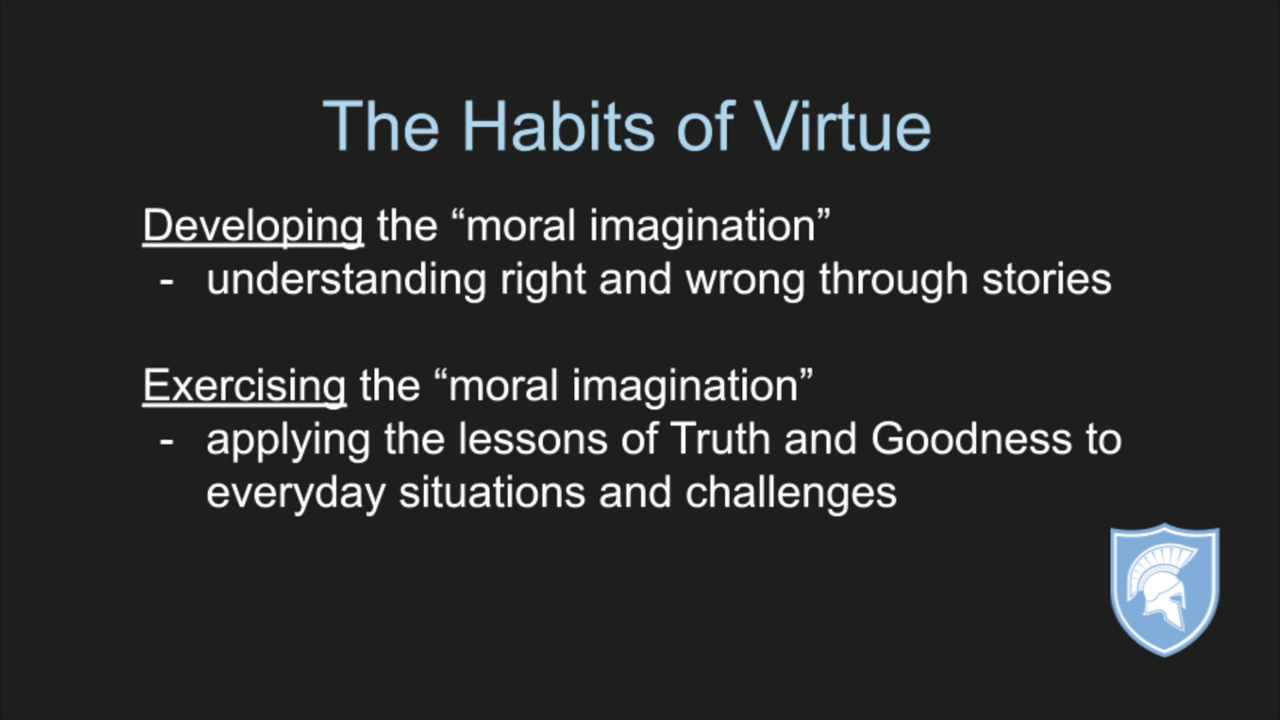 The Habits of Virtue
Developing the “moral imagination”
- understanding right and wrong through stories
Exercising the “moral imagination”
- applying the lessons of Truth and Goodness to
everyday situations and challenges